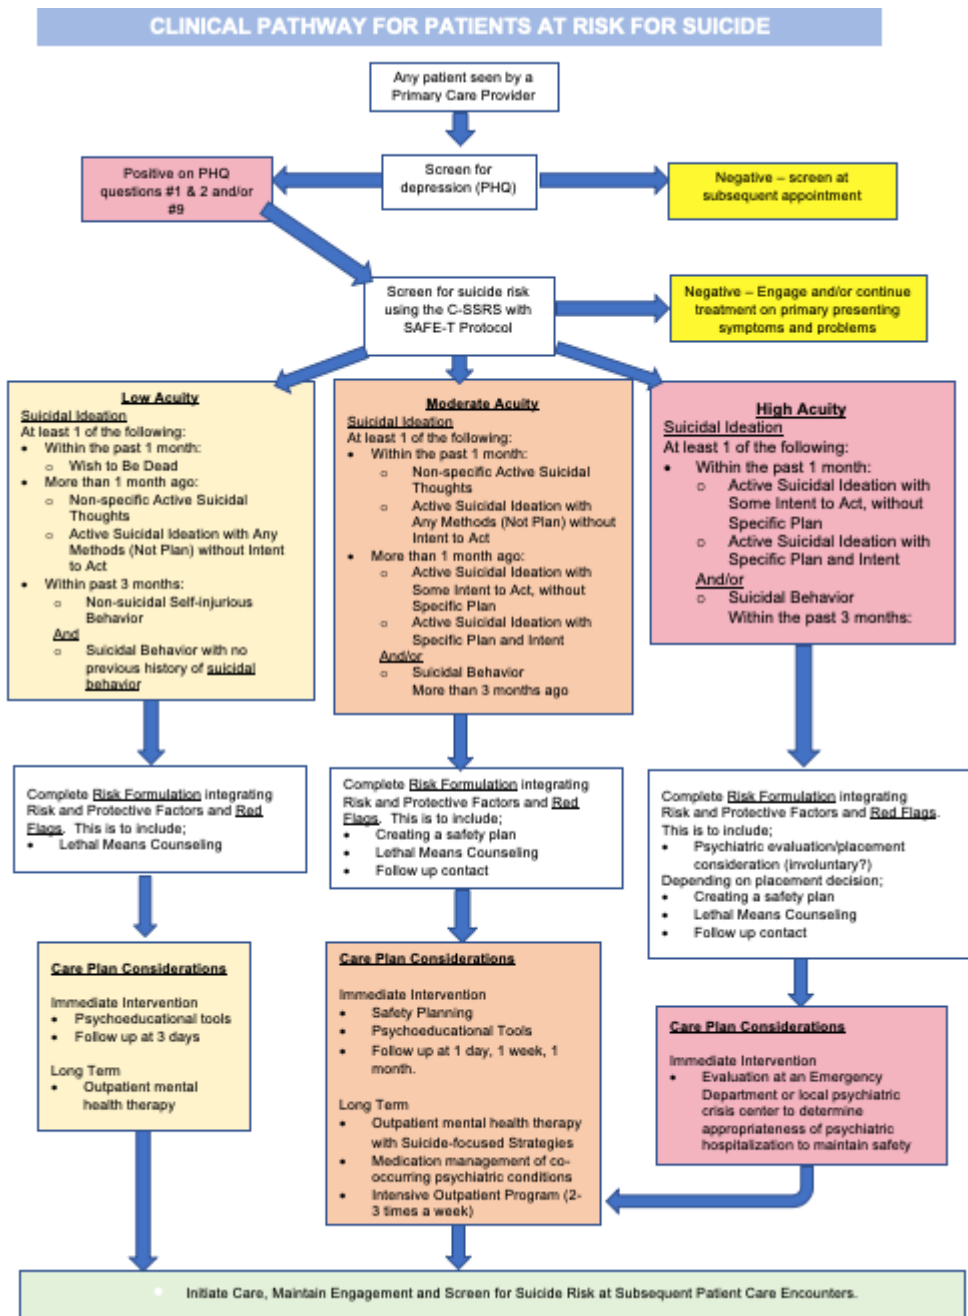 CLINICAL PATHWAY FOR PATIENTS AT RISK FOR SUICIDE
Any patient seen by a
Primary Care Provider
Positive on PHQ
questions #1 & 2 and/or
#9
Screen for
depression (PHQ)
Negative – screen at
subsequent appointment
Screen for suicide risk
using the C-SSRS with
SAFE-T Protocol
Negative – Engage and/or continue
treatment on primary presenting
symptoms and problems
Low Acuity
Suicidal Ideation
At least 1 of the following:
• Within the past 1 month:
o Wish to Be Dead
• More than 1 month ago:
o Non-specific Active Suicidal
Thoughts
o Active Suicidal Ideation with Any
Methods (Not Plan) without Intent
to Act
• Within past 3 months:
o Non-suicidal Self-injurious
Behavior
And
o Suicidal Behavior with no
previous history of suicidal
behavior
Moderate Acuity
Suicidal Ideation
At least 1 of the following:
• Within the past 1 month:
o Non-specific Active Suicidal
Thoughts
o Active Suicidal Ideation with
Any Methods (Not Plan) without
Intent to Act
• More than 1 month ago:
o Active Suicidal Ideation with
Some Intent to Act, without
Specific Plan
o Active Suicidal Ideation with
Specific Plan and Intent
And/or
o Suicidal Behavior
More than 3 months ago
High Acuity
Suicidal Ideation
At least 1 of the following:
• Within the past 1 month:
o Active Suicidal Ideation with
Some Intent to Act, without
Specific Plan
o Active Suicidal Ideation with
Specific Plan and Intent
And/or
o Suicidal Behavior
Within the past 3 months:
Complete Risk Formulation integrating
Risk and Protective Factors and Red
Flags. This is to include;
• Lethal Means Counseling
Complete Risk Formulation integrating
Risk and Protective Factors and Red
Flags. This is to include;
• Creating a safety plan
• Lethal Means Counseling
• Follow up contact
Complete Risk Formulation integrating
Risk and Protective Factors and Red Flags.
This is to include;
• Psychiatric evaluation/placement
consideration (involuntary?)
Depending on placement decision;
• Creating a safety plan
• Lethal Means Counseling
• Follow up contact
Care Plan Considerations
Immediate Intervention
• Psychoeducational tools
• Follow up at 3 days
Long Term
• Outpatient mental
health therapy
Care Plan Considerations
Immediate Intervention
• Safety Planning
• Psychoeducational Tools
• Follow up at 1 day, 1 week, 1
month.
Long Term
• Outpatient mental health therapy
with Suicide-focused Strategies
• Medication management of co-
occurring psychiatric conditions
• Intensive Outpatient Program (2-
3 times a week)
Care Plan Considerations
Immediate Intervention
• Evaluation at an Emergency
Department or local psychiatric
crisis center to determine
appropriateness of psychiatric
hospitalization to maintain safety
• Initiate Care, Maintain Engagement and Screen for Suicide Risk at Subsequent Patient Care Encounters.